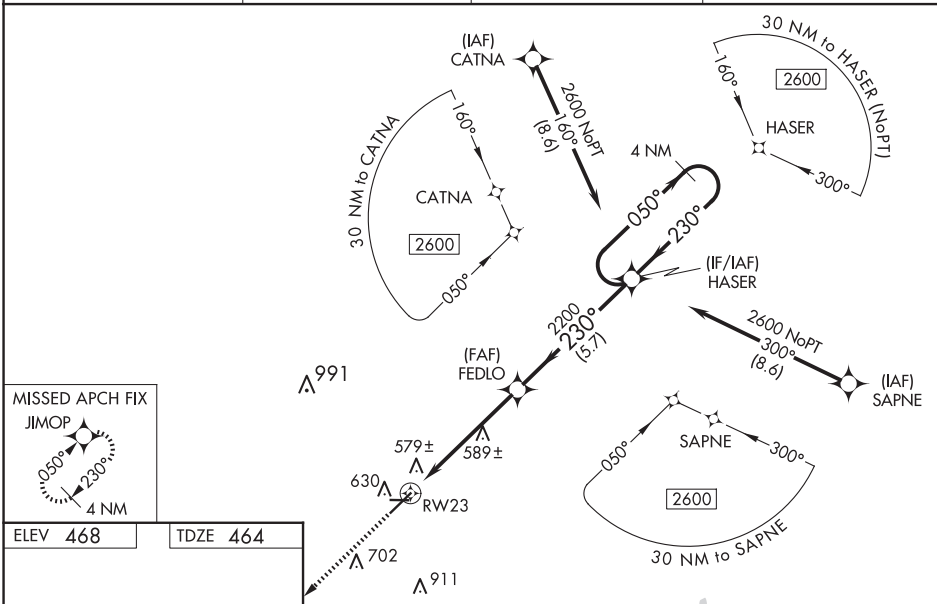 (IAF)
CATNA
2600 NoPT
160°
(8.6)
30 NM to HASER (NoPT)
2600
160°
HASER
300°
30 NM to CATNA
160°
CATNA
2600
050°
4 NM
050°
230°
(IF/IAF)
HASER
2200
230°
(5.7)
(FAF)
FEDLO
2600 NoPT
300°
(8.6)
(IAF)
SAPNE
991
MISSED APCH FIX
JIMOP
050°
230°
4 NM
579±
589±
630
RW23
702
911
050°
SAPNE
300°
2600
30 NM to SAPNE
ELEV 468
TDZE 464